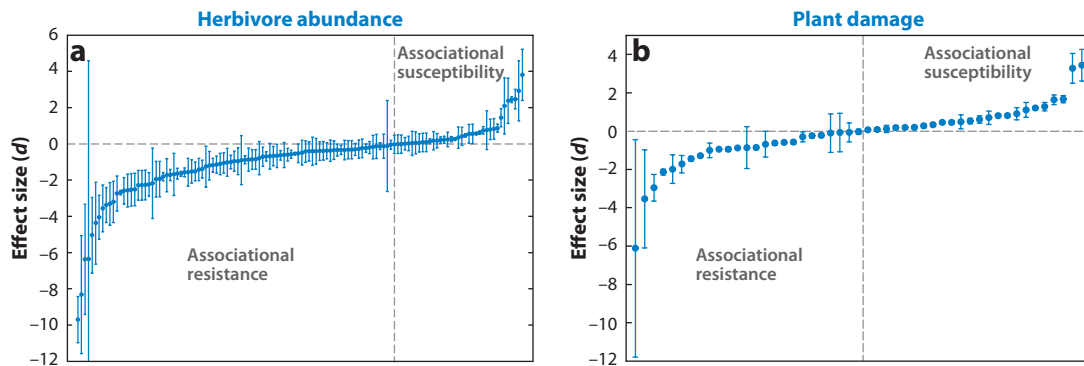 Herbivore abundance
a
Associational
susceptibility
Associational
resistance
Effect size (d)
6
4
2
0
−2
−4
−6
−8
−10
−12
Plant damage
b
Associational
susceptibility
Associational
resistance
Effect size (d)
4
2
0
−2
−4
−6
−8
−10
−12